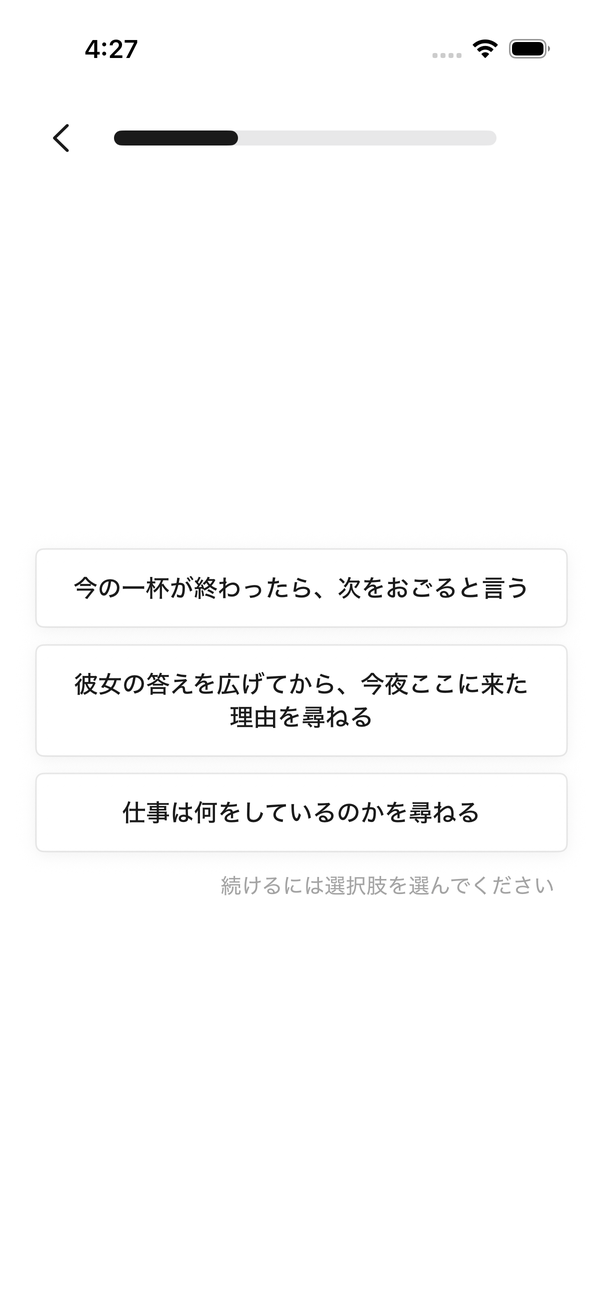 4:27
今の一杯が終わったら、次をおごると言う
彼女の答えを広げてから、今夜ここに来た
理由を尋ねる
仕事は何をしているのかを尋ねる
続けるには選択肢を選んでください